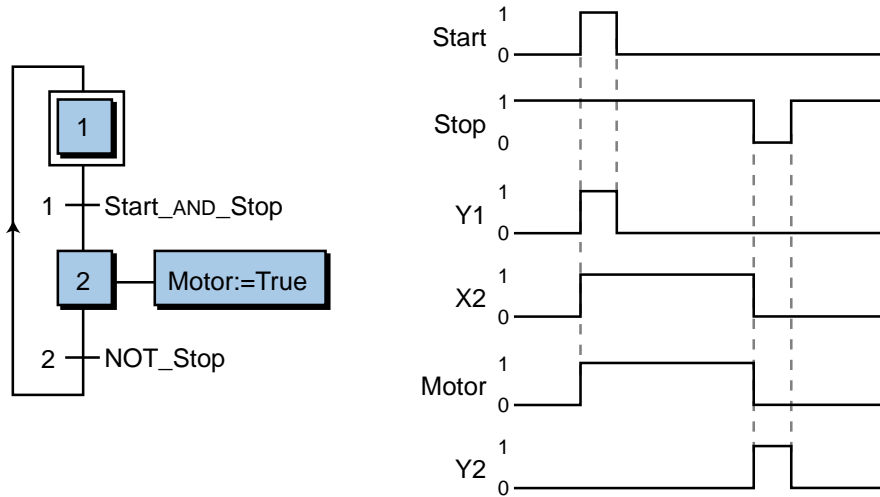 1
1 Start_AND_Stop
2 Motor:=True
2 NOT_Stop
Start 1
0
Stop 1
0
Y1 1
0
X2 1
0
Motor 1
0
Y2 1
0